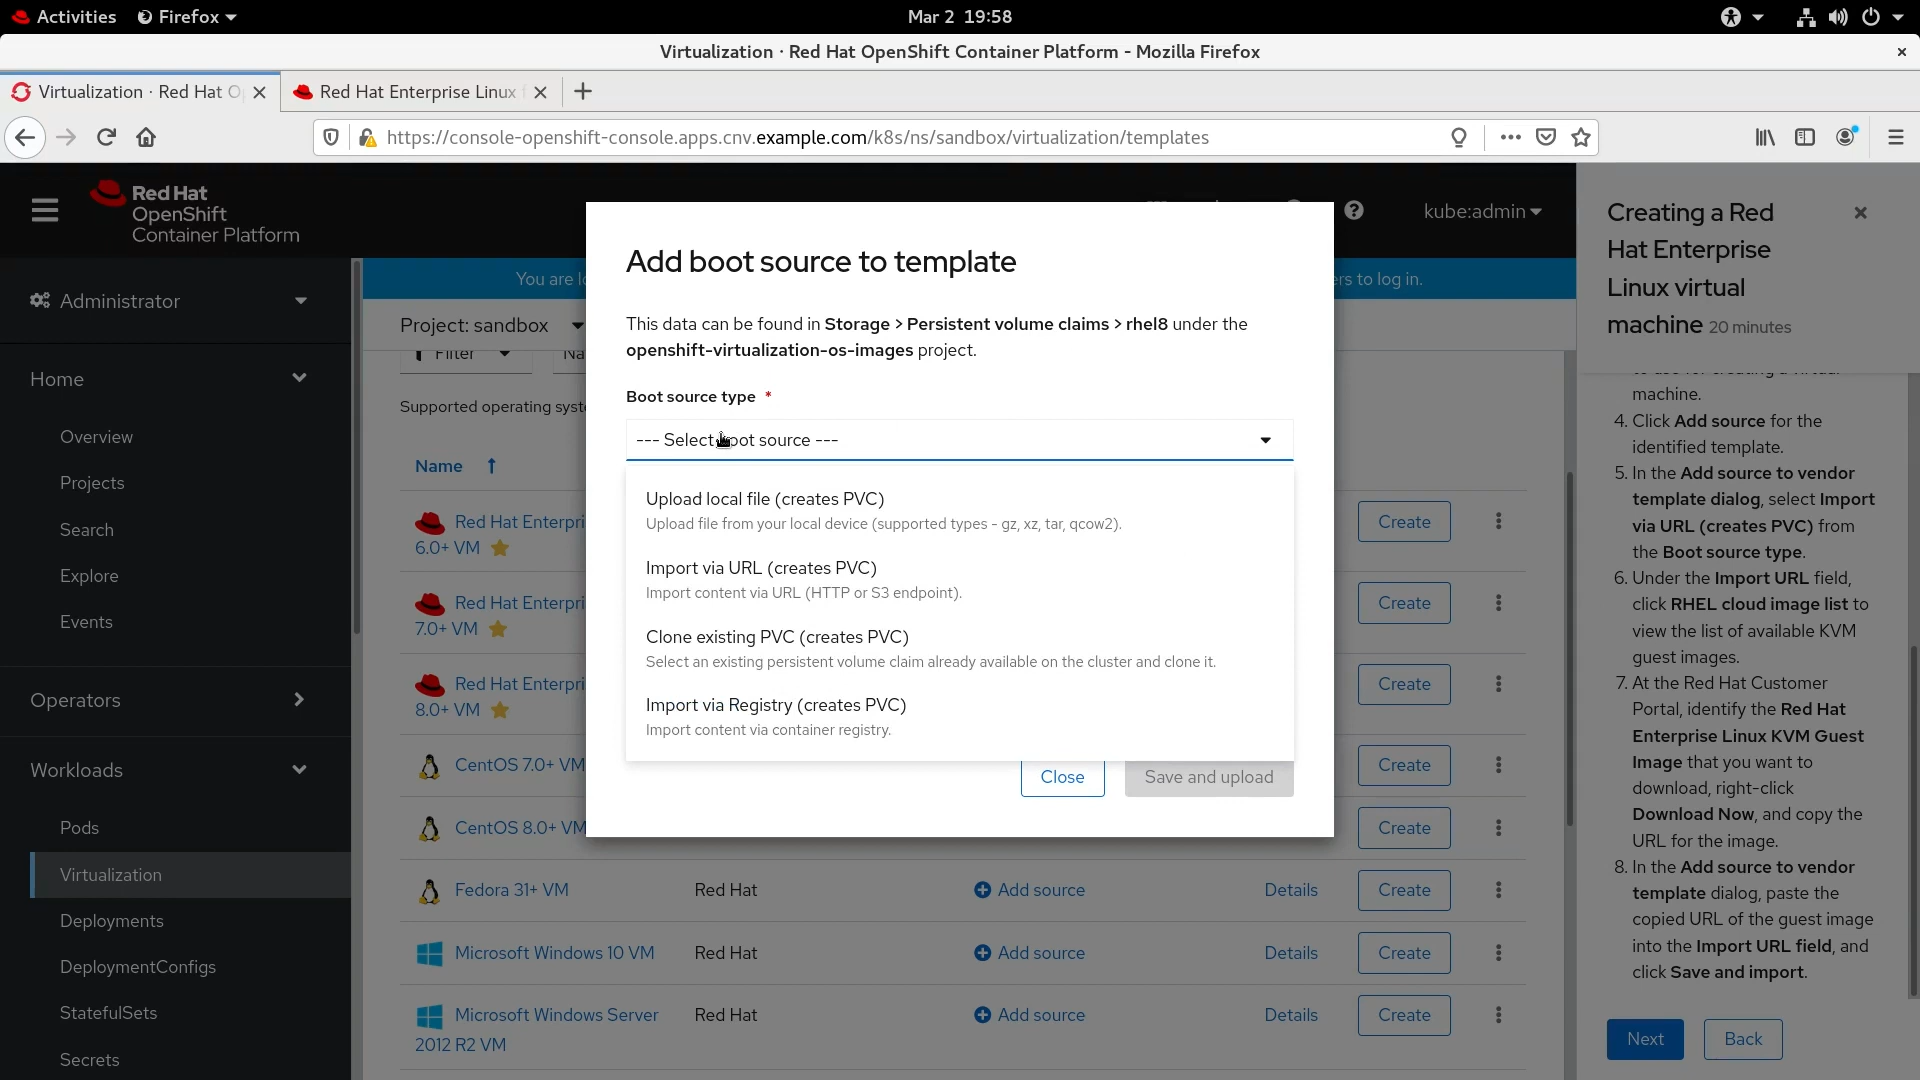 Activities
Firefox
Mar 2 19:58
Virtualization · Red Hat OpenShift Container Platform - Mozilla Firefox
Virtualization · Red Hat O
Red Hat Enterprise Linux
https://console-openshift-console.apps.cnv.example.com/k8s/ns/sandbox/virtualization/templates
Red Hat
OpenShift
Container Platform
kube:admin
Administrator
Home
Overview
Projects
Search
Explore
Events
Operators
Workloads
Pods
Virtualization
Deployments
DeploymentConfigs
StatefulSets
Secrets
You are lo
ers to log in.
Project: sandbox
Filter
Na
Supported operating syste
Name
Red Hat Enterpri
6.0+ VM
Create
Red Hat Enterpri
7.0+ VM
Create
Red Hat Enterpri
8.0+ VM
Create
CentOS 7.0+ VM
Create
CentOS 8.0+ VM
Create
Fedora 31+ VM Red Hat Add source Details Create
Microsoft Windows 10 VM Red Hat Add source Details Create
Microsoft Windows Server Red Hat Add source Details Create
2012 R2 VM
Add boot source to template
This data can be found in Storage > Persistent volume claims > rhel8 under the
openshift-virtualization-os-images project.
Boot source type *
--- Select boot source ---
Upload local file (creates PVC)
Upload file from your local device (supported types - gz, xz, tar, qcow2).
Import via URL (creates PVC)
Import content via URL (HTTP or S3 endpoint).
Clone existing PVC (creates PVC)
Select an existing persistent volume claim already available on the cluster and clone it.
Import via Registry (creates PVC)
Import content via container registry.
Close
Save and upload
Creating a Red
Hat Enterprise
Linux virtual
machine 20 minutes
machine.
4. Click Add source for the
identified template.
5. In the Add source to vendor
template dialog, select Import
via URL (creates PVC) from
the Boot source type.
6. Under the Import URL field,
click RHEL cloud image list to
view the list of available KVM
guest images.
7. At the Red Hat Customer
Portal, identify the Red Hat
Enterprise Linux KVM Guest
Image that you want to
download, right-click
Download Now, and copy the
URL for the image.
8. In the Add source to vendor
template dialog, paste the
copied URL of the guest image
into the Import URL field, and
click Save and import.
Next
Back